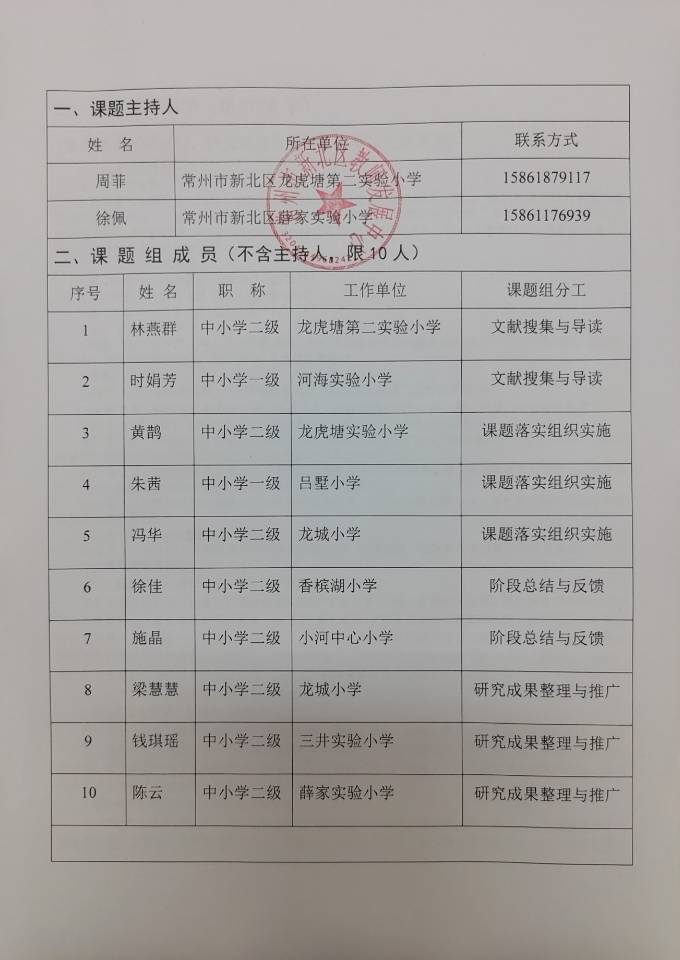 一、课题主持人
姓 名 所在单位 联系方式
周菲 常州市新北区龙虎塘第二实验小学 15861879117
徐佩 常州市新北区薛家实验小学 15861176939
二、课 题 组 成 员（不含主持人，限10人）
序号 姓 名 职 称 工作单位 课题组分工
1 林燕群 中小学二级 龙虎塘第二实验小学 文献搜集与导读
2 时娟芳 中小学一级 河海实验小学 文献搜集与导读
3 黄鹊 中小学二级 龙虎塘实验小学 课题落实组织实施
4 朱茜 中小学一级 吕墅小学 课题落实组织实施
5 冯华 中小学二级 龙城小学 课题落实组织实施
6 徐佳 中小学二级 香槟湖小学 阶段总结与反馈
7 施晶 中小学二级 小河中心小学 阶段总结与反馈
8 梁慧慧 中小学二级 龙城小学 研究成果整理与推广
9 钱琪瑶 中小学二级 三井实验小学 研究成果整理与推广
10 陈云 中小学二级 薛家实验小学 研究成果整理与推广
常州市新北区教师发展中心